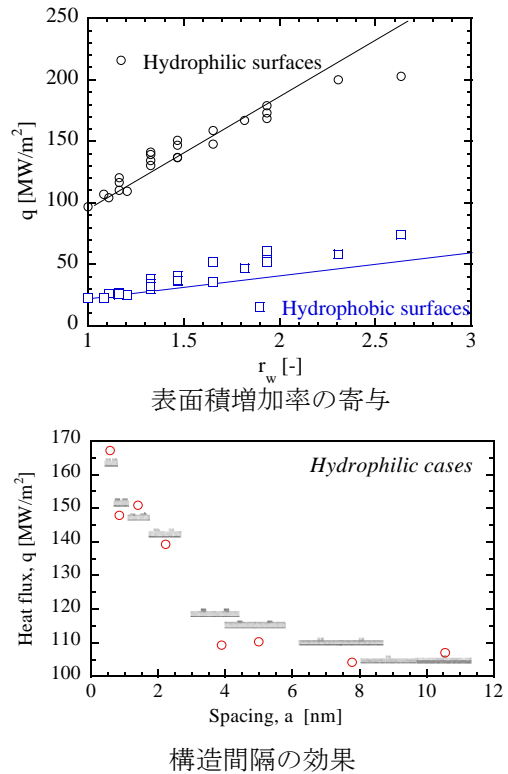 250
200
150
100
50
0
q [MW/m²]
Hydrophilic surfaces
Hydrophobic surfaces
1 1.5 2 2.5 3
r_w [-]
表面積増加率の寄与
170
160
150
140
130
120
110
100
Heat flux, q [MW/m²]
Hydrophilic cases
0 2 4 6 8 10 12
Spacing, a [nm]
構造間隔の効果